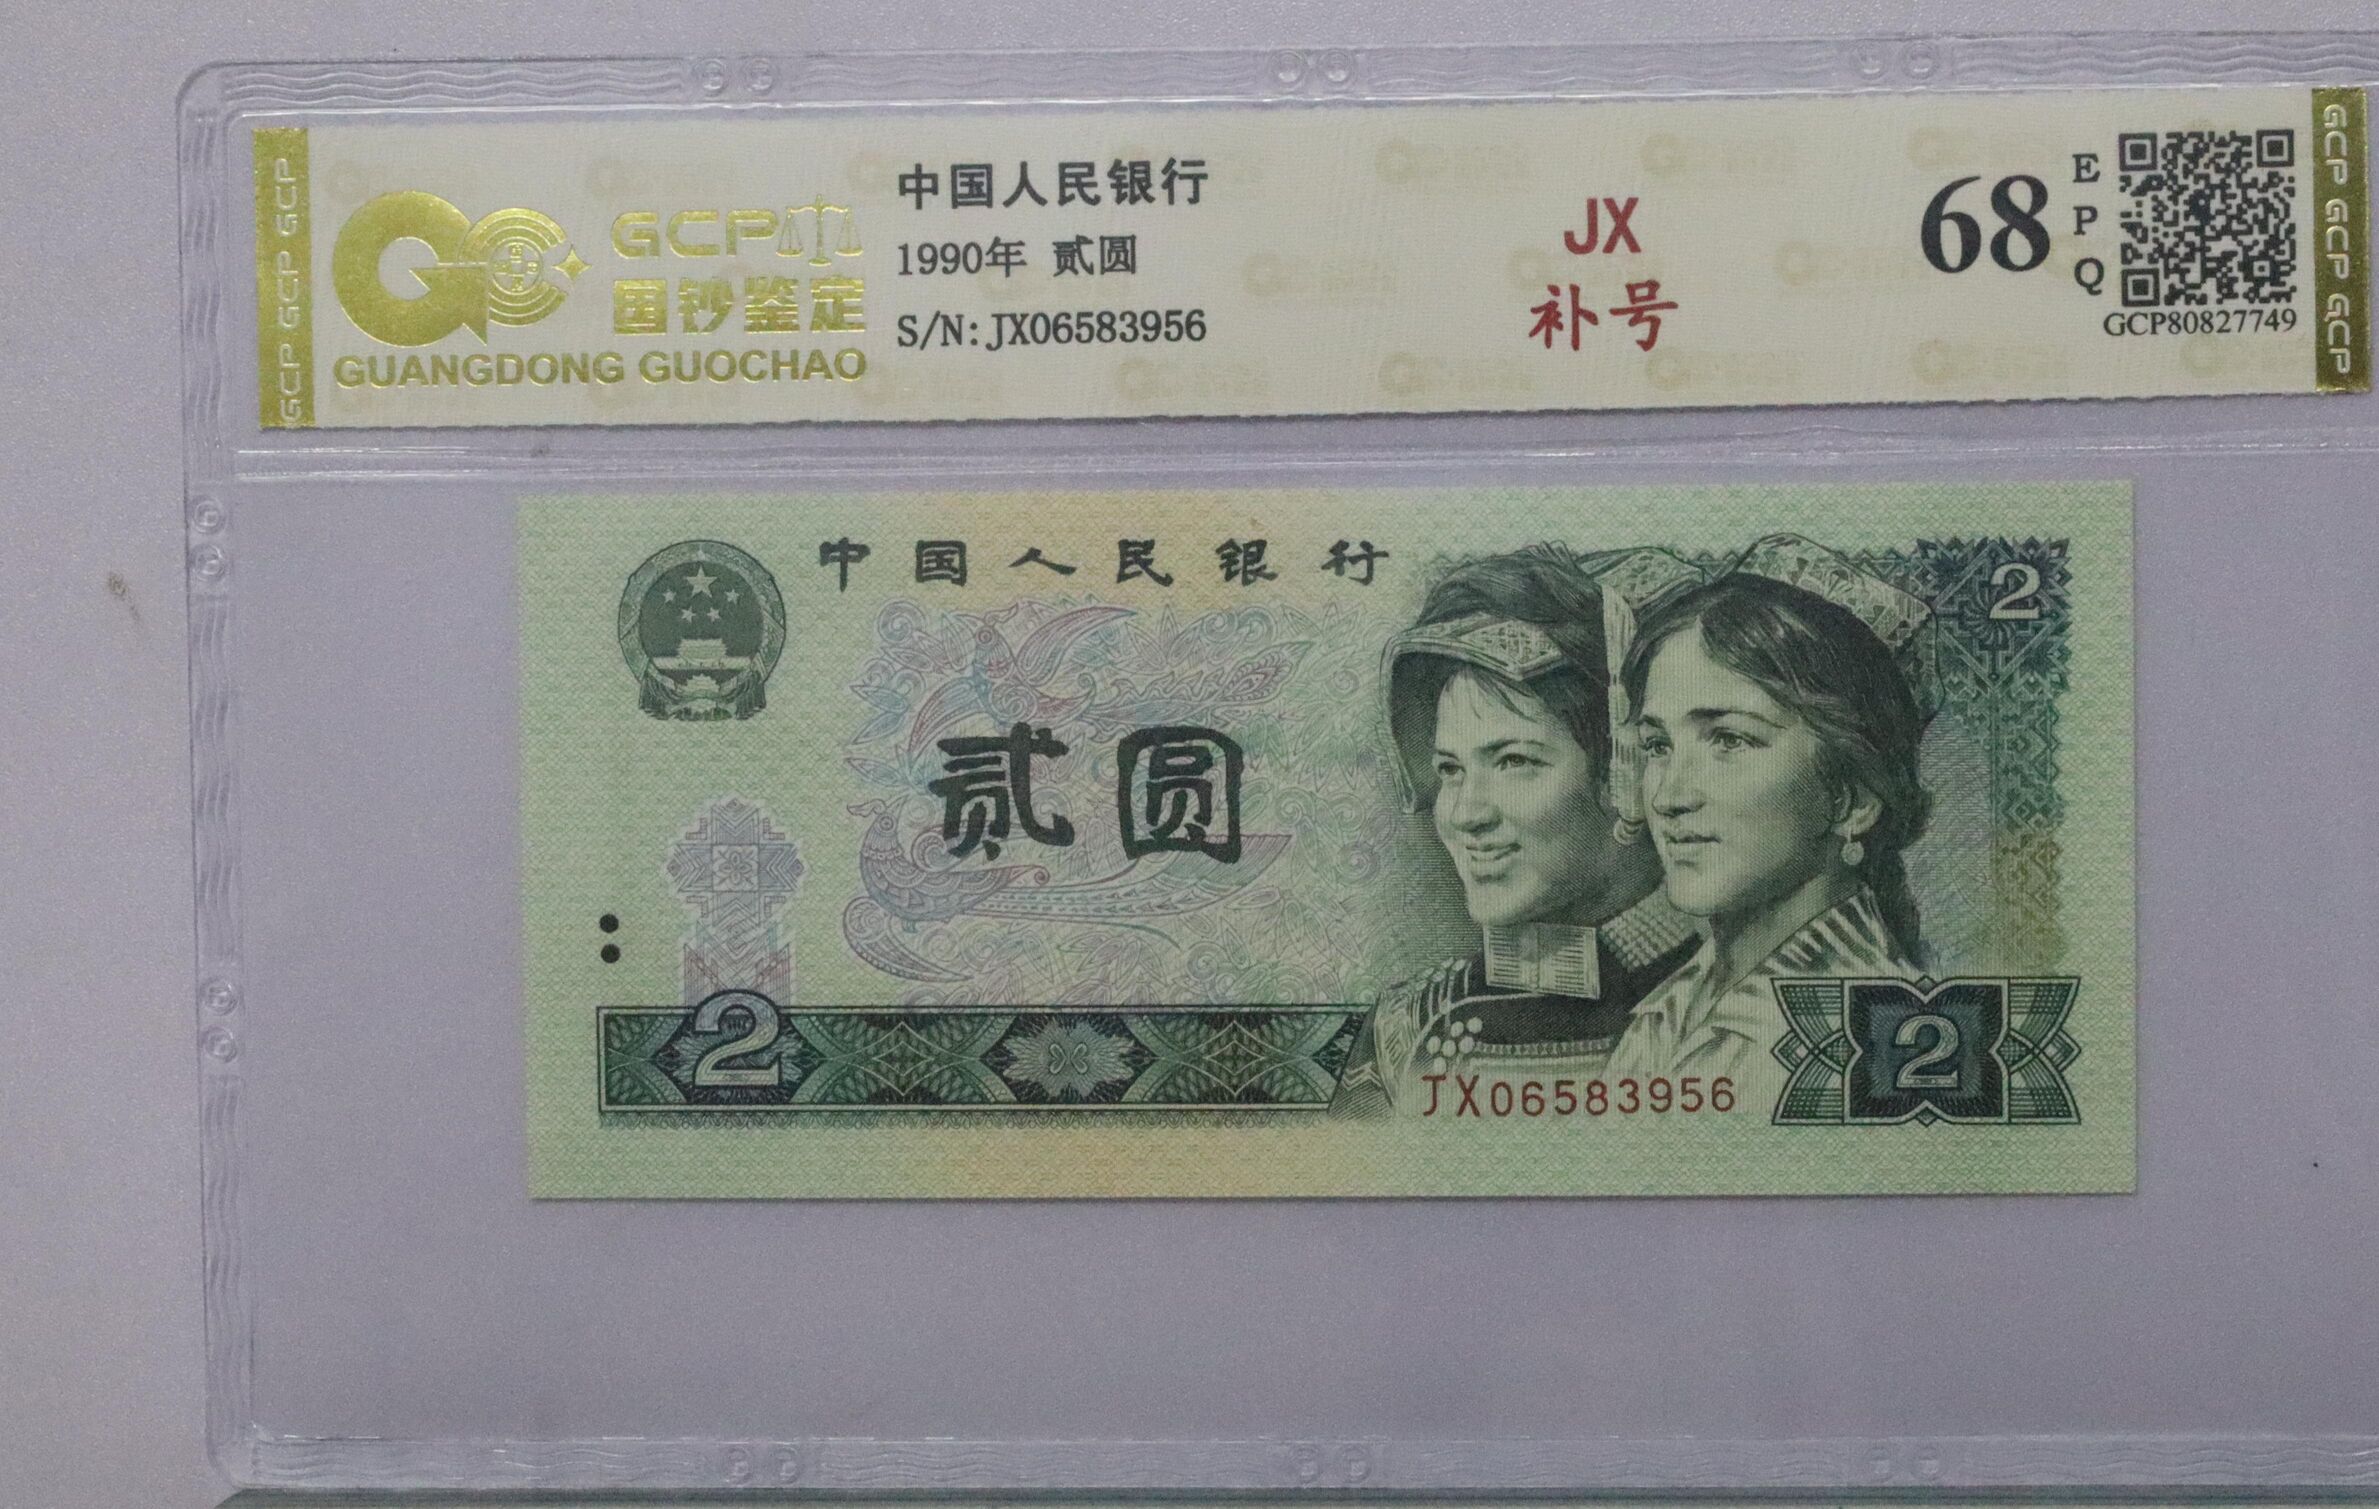 GCP GCP GCP
GCP
国钞鉴定
GUANGDONG GUOCHAO
中国人民银行
1990年 贰圆
S/N: JX06583956
JX
补号
68
EPQ
GCP80827749
GCP GCP GCP
中国人民银行
2
贰圆
2
JX06583956
2